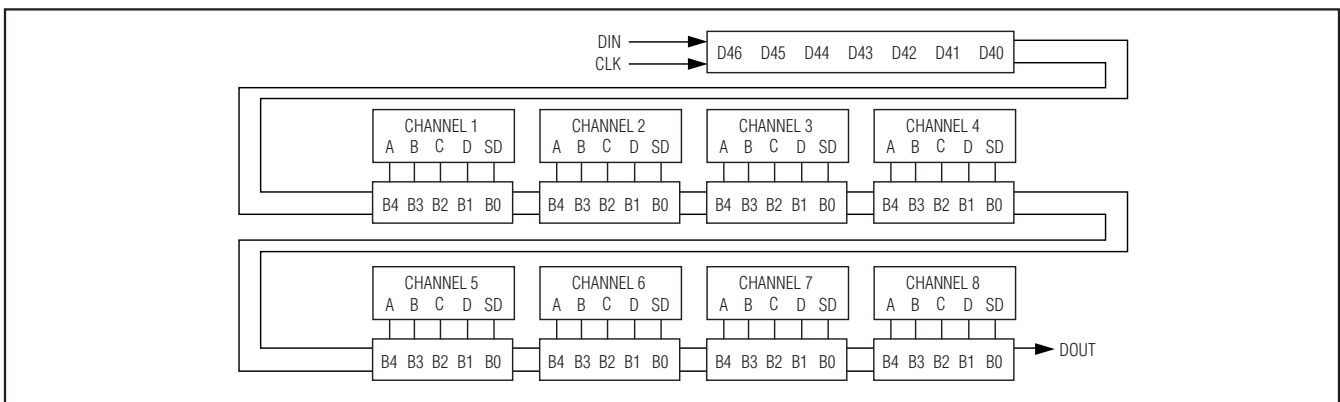 DIN
CLK
D46 D45 D44 D43 D42 D41 D40
CHANNEL 1
A B C D SD
B4 B3 B2 B1 B0
CHANNEL 2
A B C D SD
B4 B3 B2 B1 B0
CHANNEL 3
A B C D SD
B4 B3 B2 B1 B0
CHANNEL 4
A B C D SD
B4 B3 B2 B1 B0
CHANNEL 5
A B C D SD
B4 B3 B2 B1 B0
CHANNEL 6
A B C D SD
B4 B3 B2 B1 B0
CHANNEL 7
A B C D SD
B4 B3 B2 B1 B0
CHANNEL 8
A B C D SD
B4 B3 B2 B1 B0
DOUT